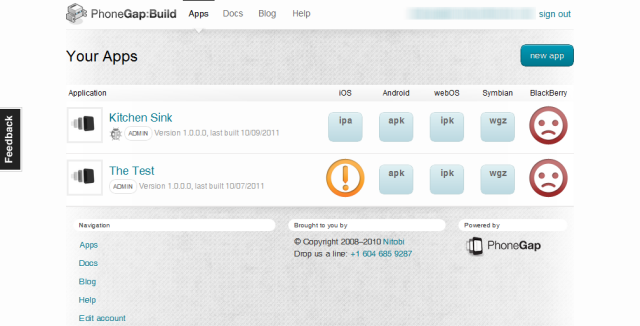 PhoneGap:Build Apps Docs Blog Help sign out
Your Apps new app
Application iOS Android webOS Symbian BlackBerry
Kitchen Sink ipa apk ipk wgz
ADMIN Version 1.0.0.0, last built 10/09/2011
The Test apk ipk wgz
ADMIN Version 1.0.0.0, last built 10/07/2011
Feedback
Navigation Brought to you by Powered by
Apps © Copyright 2008–2010 Nitobi PhoneGap
Docs Drop us a line: +1 604 685 9287
Blog
Help
Edit account